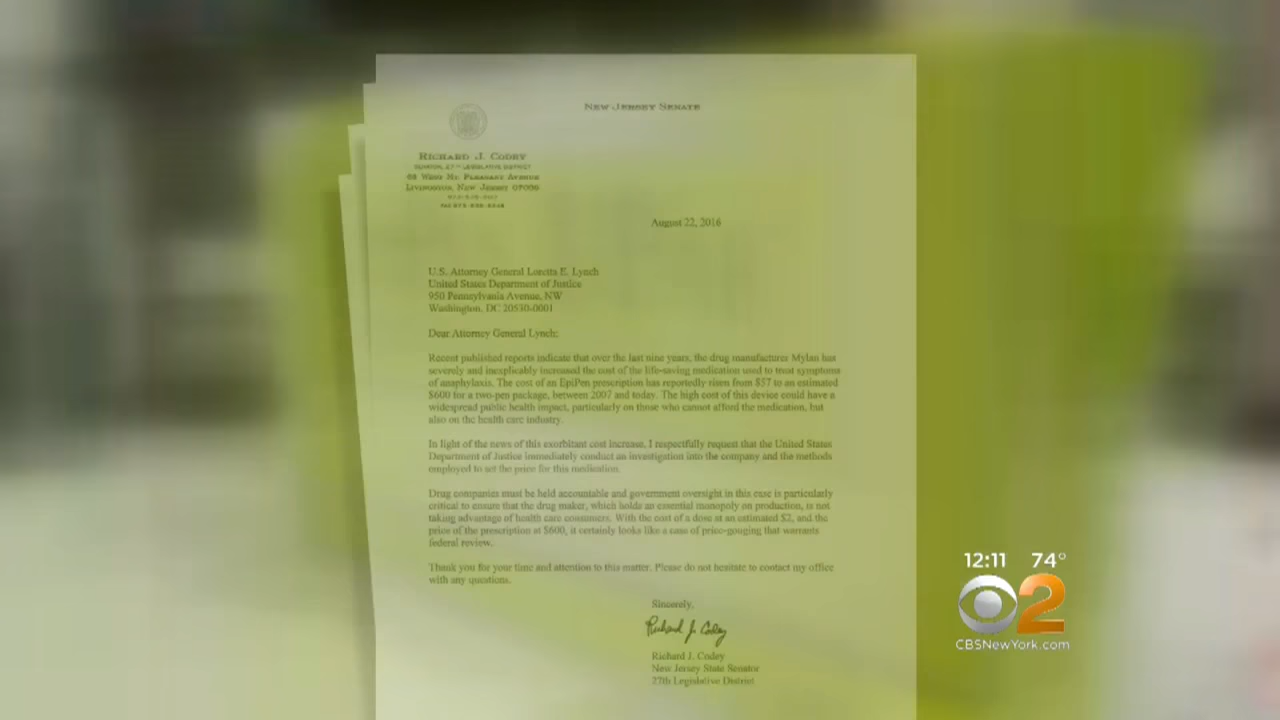 NEW JERSEY SENATE
RICHARD J. CODEY
SENATOR, 27TH LEGISLATIVE DISTRICT
WEST MT. PLEASANT AVENUE
LIVINGSTON, NEW JERSEY
August 22, 2016
U.S. Attorney General Loretta E. Lynch
United States Department of Justice
950 Pennsylvania Avenue, NW
Washington, DC 20530-0001
Dear Attorney General Lynch:
Recent published reports indicate that over the last nine years, the drug manufacturer Mylan has
severely and inexplicably increased the cost of the life-saving medication used to treat symptoms
of anaphylaxis. The cost of an EpiPen prescription has reportedly risen from $57 to an estimated
$600 for a two-pen package, between 2007 and today. The high cost of this device could have a
widespread public health impact, particularly on those who cannot afford the medication, but
also on the health care industry.
In light of the news of this exorbitant cost increase, I respectfully request that the United States
Department of Justice immediately conduct an investigation into the company and the methods
employed to set the price for this medication.
Drug companies must be held accountable and government oversight in this case is particularly
critical to ensure that the drug maker, which holds an essential monopoly on production, is not
taking advantage of health care consumers. With the cost of a dose at an estimated $2, and the
price of the prescription at $600, it certainly looks like a case of price-gouging that warrants
federal review.
Thank you for your time and attention to this matter. Please do not hesitate to contact my office
with any questions.
Sincerely,
Richard J. Codey
Richard J. Codey
New Jersey State Senator
27th Legislative District
12:11 74°
2
CBSNewYork.com